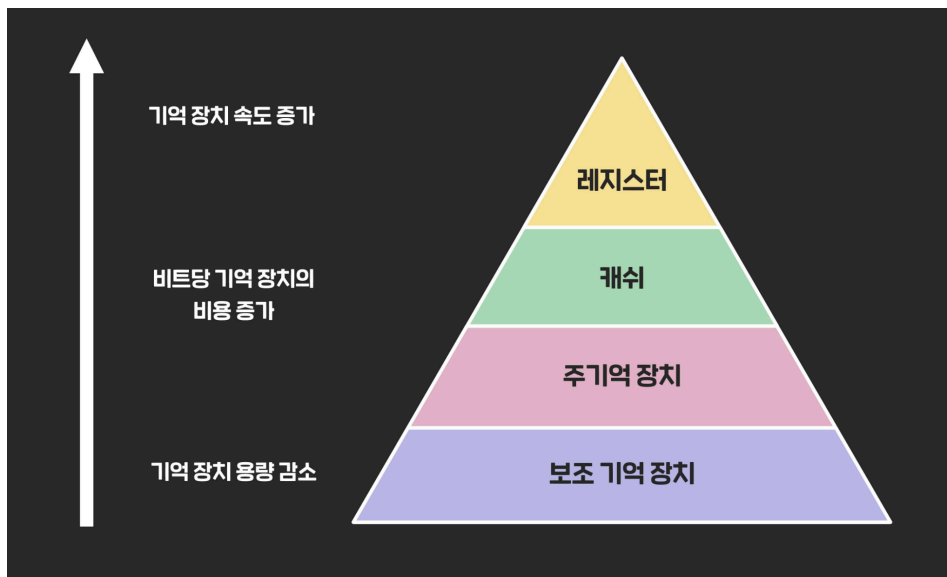 기억 장치 속도 증가
레지스터
비트당 기억 장치의
비용 증가
캐쉬
주기억 장치
기억 장치 용량 감소
보조 기억 장치